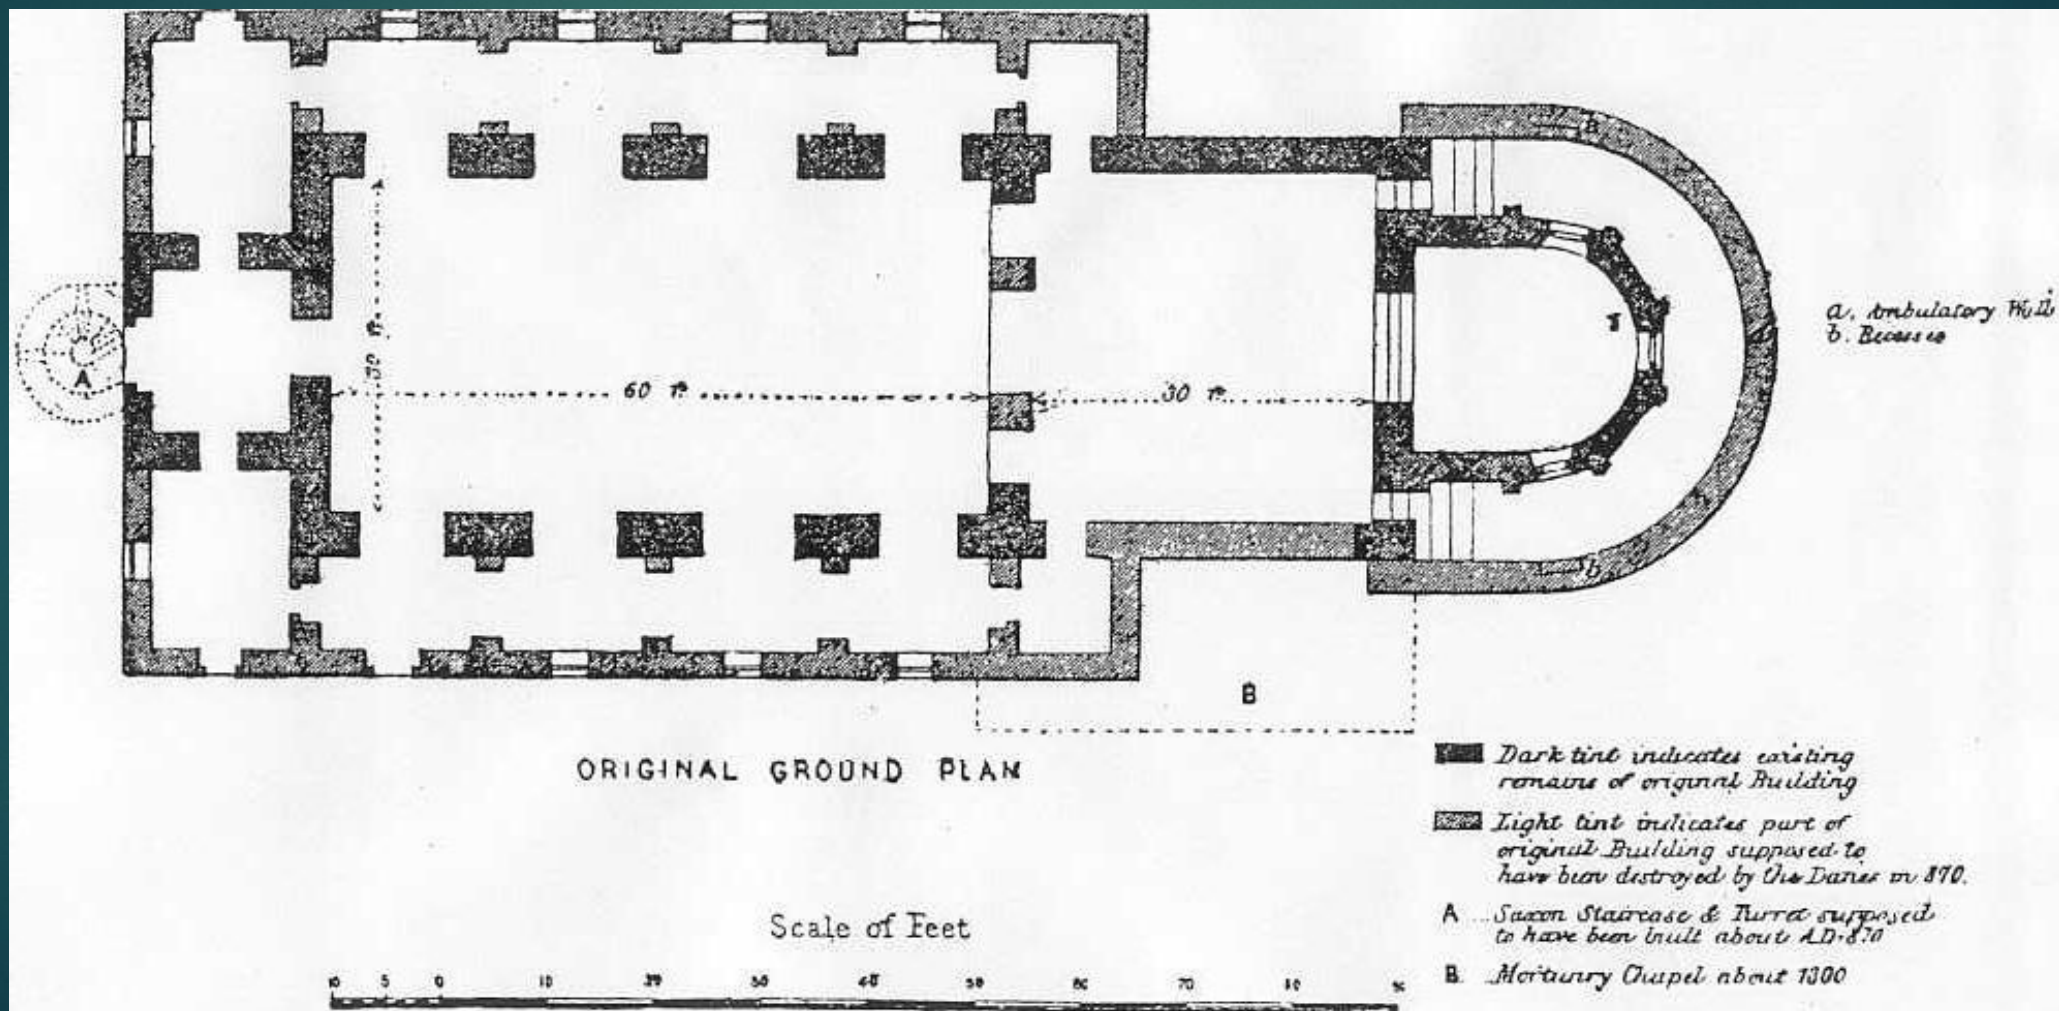 B
A
30 Ft
60 Ft
30 Ft
a. Ambulatory Wall
b. Recesses
b
B
ORIGINAL GROUND PLAN
Dark tint indicates existing
remains of original Building
Light tint indicates part of
original Building supposed to
have been destroyed by the Danes in 870.
A ... Saxon Staircase & Turret supposed
to have been built about A.D. 870
B. Mortuary Chapel about 1300
Scale of Feet
10 5 0 10 20 30 40 50 60 70 80 90